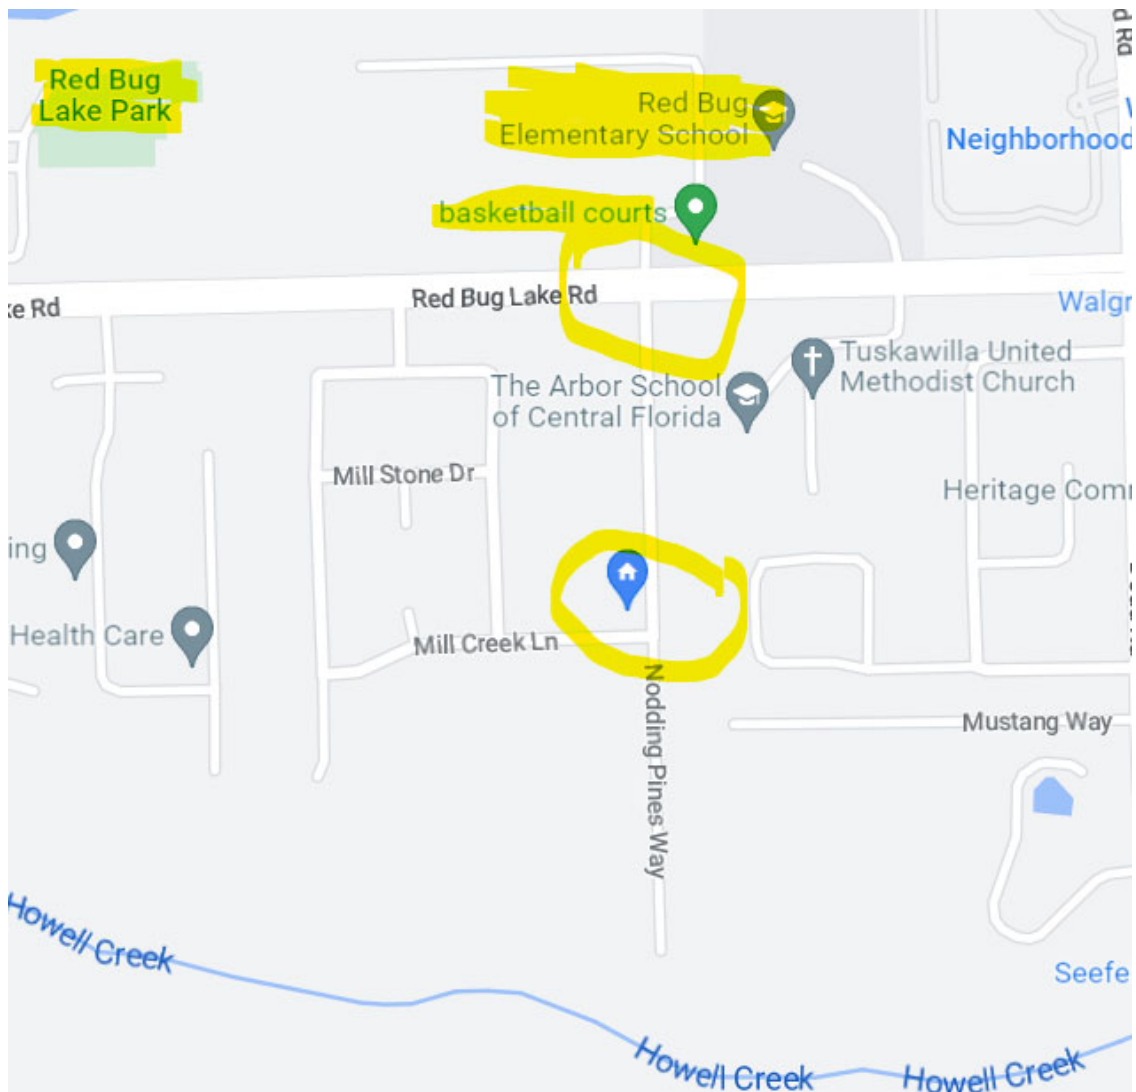 d Rd
Red Bug
Lake Park
Red Bug
Elementary School
Neighborhood
basketball courts
ke Rd
Red Bug Lake Rd
Walgr
Tuskawilla United
Methodist Church
The Arbor School
of Central Florida
Mill Stone Dr
Heritage Com
ing
Health Care
Mill Creek Ln
Nodding Pines Way
Mustang Way
Howell Creek
Seefe
Howell Creek
Howell Creek